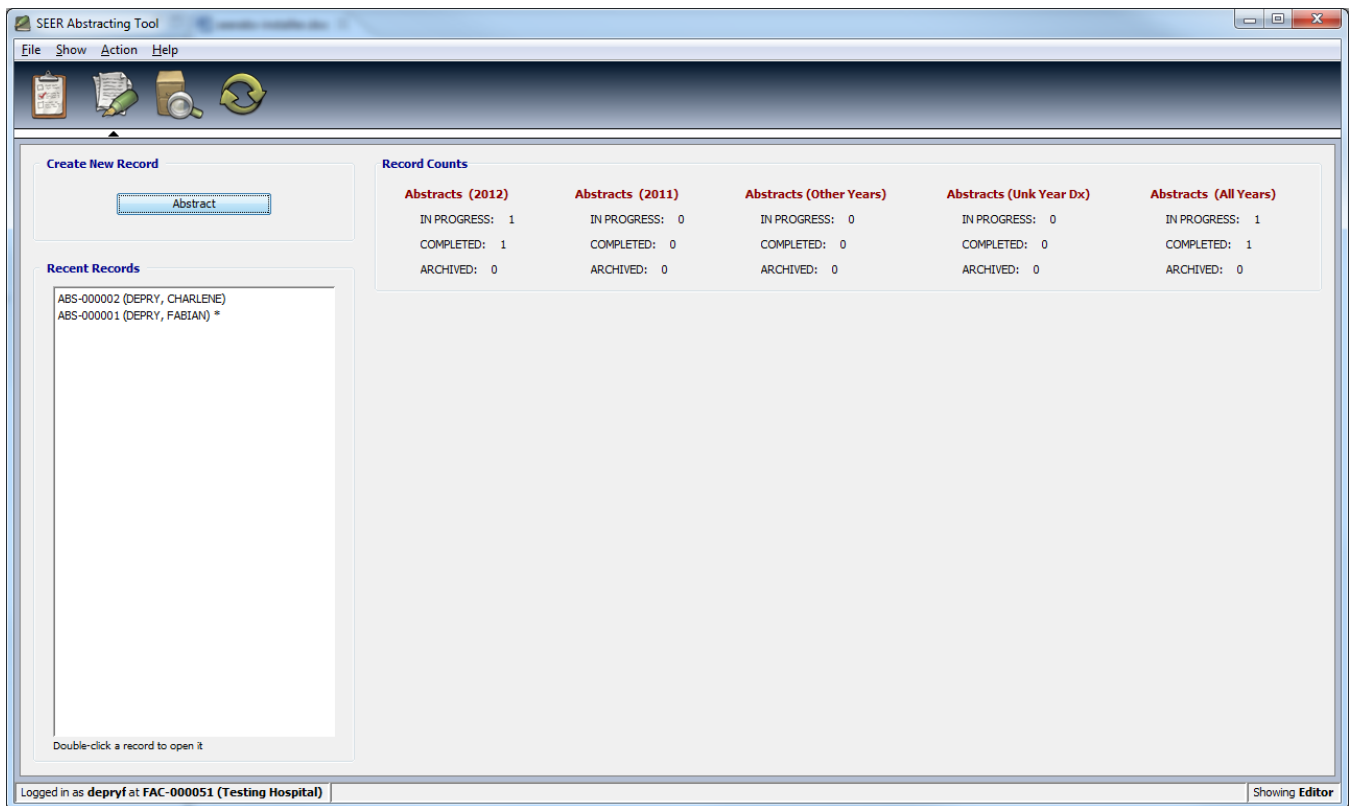 SEER Abstracting Tool
File Show Action Help
Create New Record
Abstract
Recent Records
ABS-000002 (DEPRY, CHARLENE)
ABS-000001 (DEPRY, FABIAN) *
Double-click a record to open it
Record Counts
Abstracts (2012) Abstracts (2011) Abstracts (Other Years) Abstracts (Unk Year Dx) Abstracts (All Years)
IN PROGRESS: 1 IN PROGRESS: 0 IN PROGRESS: 0 IN PROGRESS: 0 IN PROGRESS: 1
COMPLETED: 1 COMPLETED: 0 COMPLETED: 0 COMPLETED: 0 COMPLETED: 1
ARCHIVED: 0 ARCHIVED: 0 ARCHIVED: 0 ARCHIVED: 0 ARCHIVED: 0
Logged in as depryf at FAC-000051 (Testing Hospital) Showing Editor